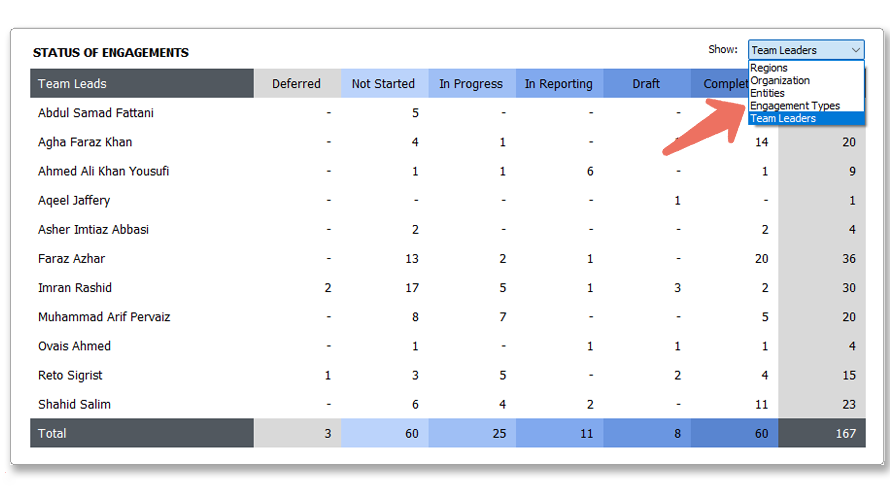 STATUS OF ENGAGEMENTS Show: Team Leaders
Regions
Organization
Entities
Engagement Types
Team Leaders
Team Leads Deferred Not Started In Progress In Reporting Draft
Abdul Samad Fattani - 5 - - -
Agha Faraz Khan - 4 1 - 14 20
Ahmed Ali Khan Yousufi - 1 1 6 - 1 9
Aqeel Jaffery - - - - 1 - 1
Asher Imtiaz Abbasi - 2 - - - 2 4
Faraz Azhar - 13 2 1 - 20 36
Imran Rashid 2 17 5 1 3 2 30
Muhammad Arif Pervaiz - 8 7 - - 5 20
Ovais Ahmed - 1 - 1 1 1 4
Reto Sigrist 1 3 5 - 2 4 15
Shahid Salim - 6 4 2 - 11 23
Total 3 60 25 11 8 60 167